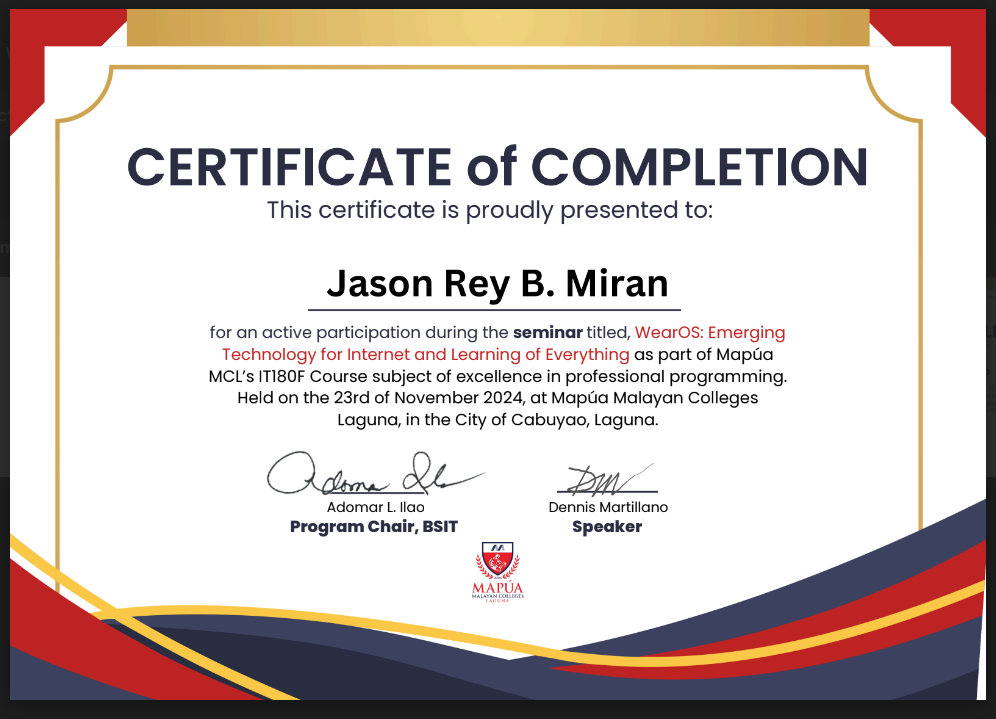 CERTIFICATE of COMPLETION
This certificate is proudly presented to:
Jason Rey B. Miran
for an active participation during the seminar titled, WearOS: Emerging
Technology for Internet and Learning of Everything as part of Mapúa
MCL’s IT180F Course subject of excellence in professional programming.
Held on the 23rd of November 2024, at Mapúa Malayan Colleges
Laguna, in the City of Cabuyao, Laguna.
Adomar L. Ilao
Program Chair, BSIT
Dennis Martillano
Speaker
MAPÚA
MALAYAN COLLEGES
LAGUNA